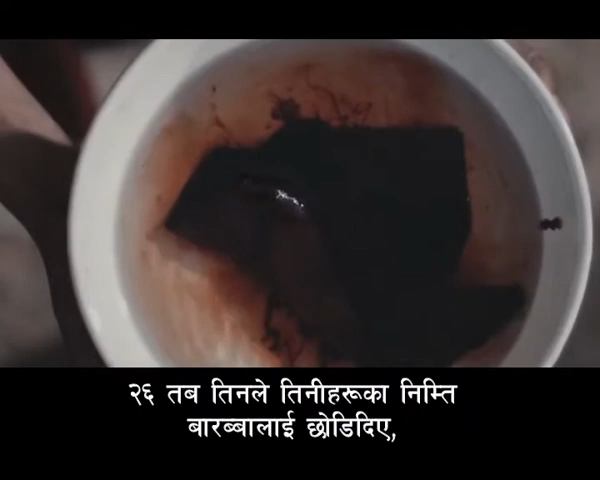 २६ तब तिनले तिनीहरूका निम्ति
बारब्बालाई छोडिदिए,